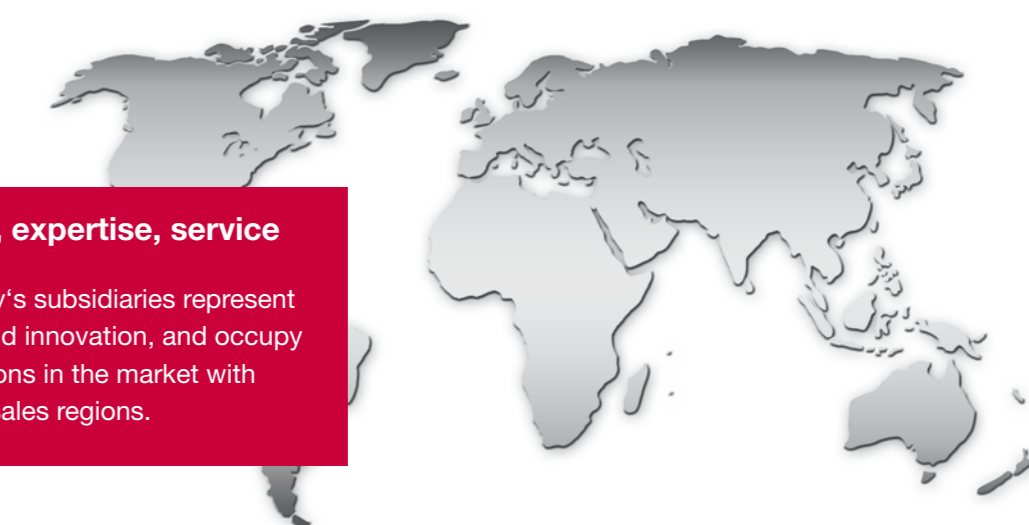 , expertise, service
y‘s subsidiaries represent
d innovation, and occupy
ons in the market with
ales regions.